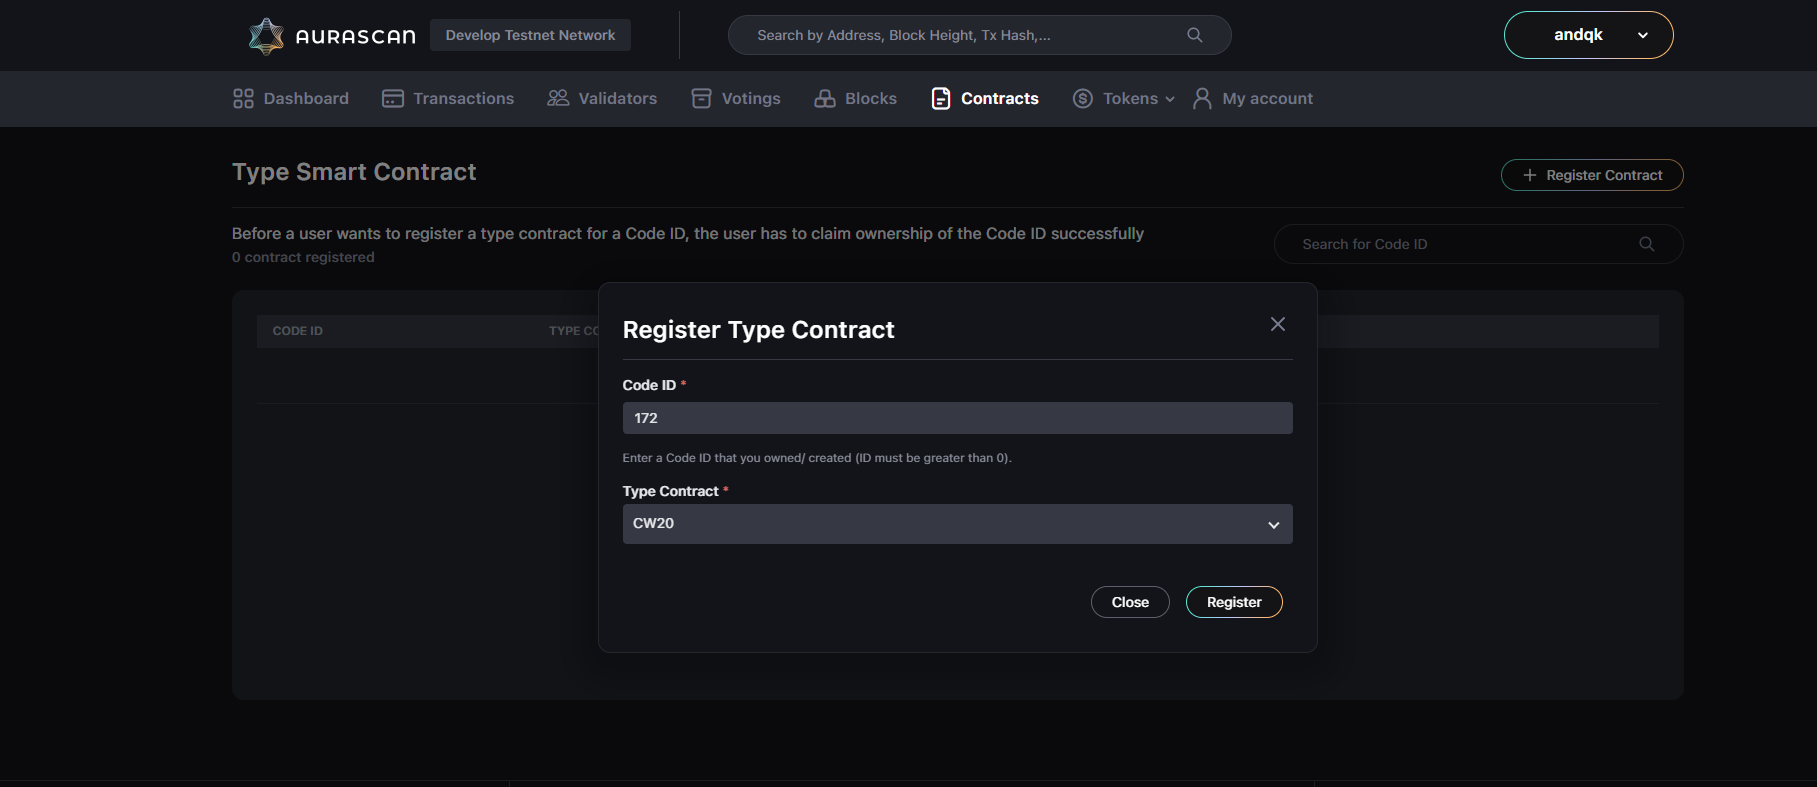 AURASCAN
Develop Testnet Network
Search by Address, Block Height, Tx Hash,...
andqk
Dashboard
Transactions
Validators
Votings
Blocks
Contracts
Tokens
My account
Type Smart Contract
Register Contract
Before a user wants to register a type contract for a Code ID, the user has to claim ownership of the Code ID successfully
0 contract registered
Search for Code ID
CODE ID
TYPE CO
Register Type Contract
Code ID *
172
Enter a Code ID that you owned/ created (ID must be greater than 0).
Type Contract *
CW20
Close
Register